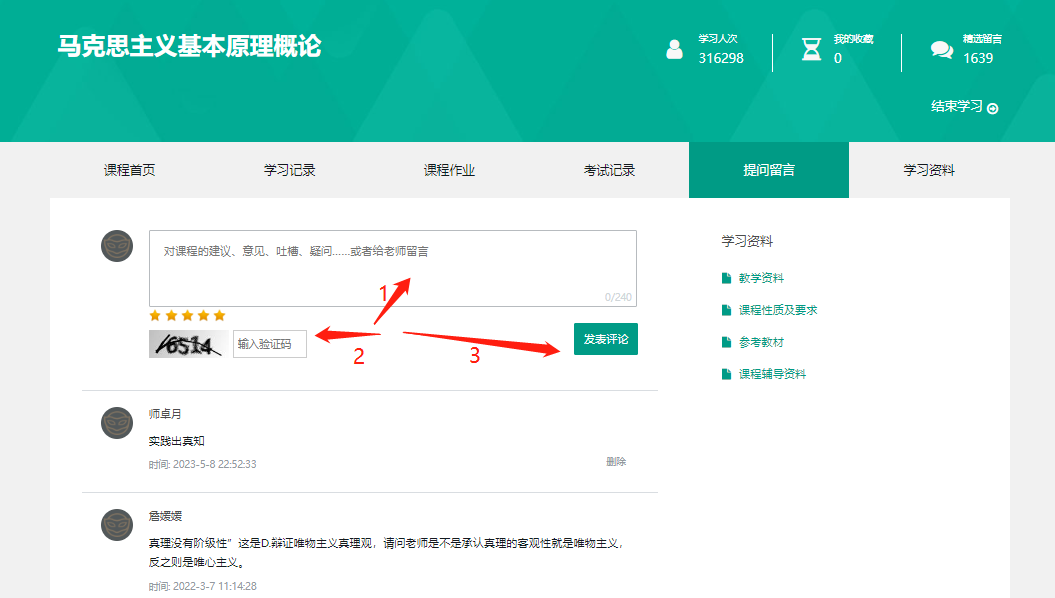 马克思主义基本原理概论
学习人次
316298
我的收藏
0
精选留言
1639
结束学习
课程首页
学习记录
课程作业
考试记录
提问留言
学习资料
对课程的建议、意见、吐槽、疑问......或者给老师留言
0/240
1
16514
输入验证码
2
3
发表评论
师卓月
实践出真知
时间: 2023-5-8 22:52:33
删除
詹媛媛
真理没有阶级性”这是D.辩证唯物主义真理观，请问老师是不是承认真理的客观性就是唯物主义，
反之则是唯心主义。
时间: 2022-3-7 11:14:28
学习资料
教学资料
课程性质及要求
参考教材
课程辅导资料